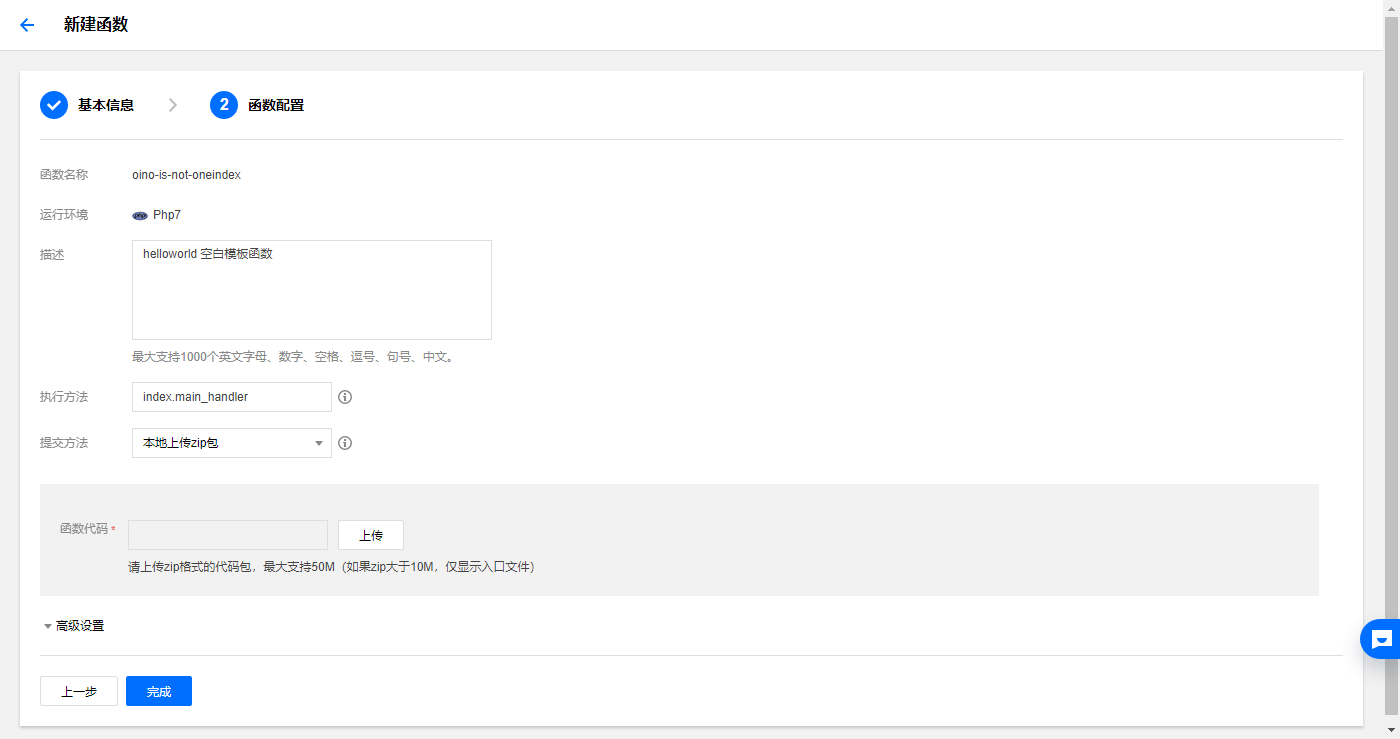 新建函数
基本信息
2 函数配置
函数名称 oino-is-not-oneindex
运行环境 php Php7
描述 helloworld 空白模板函数
最大支持1000个英文字母、数字、空格、逗号、句号、中文。
执行方法 index.main_handler
提交方法 本地上传zip包
函数代码 * 上传
请上传zip格式的代码包，最大支持50M（如果zip大于10M，仅显示入口文件）
高级设置
上一步 完成